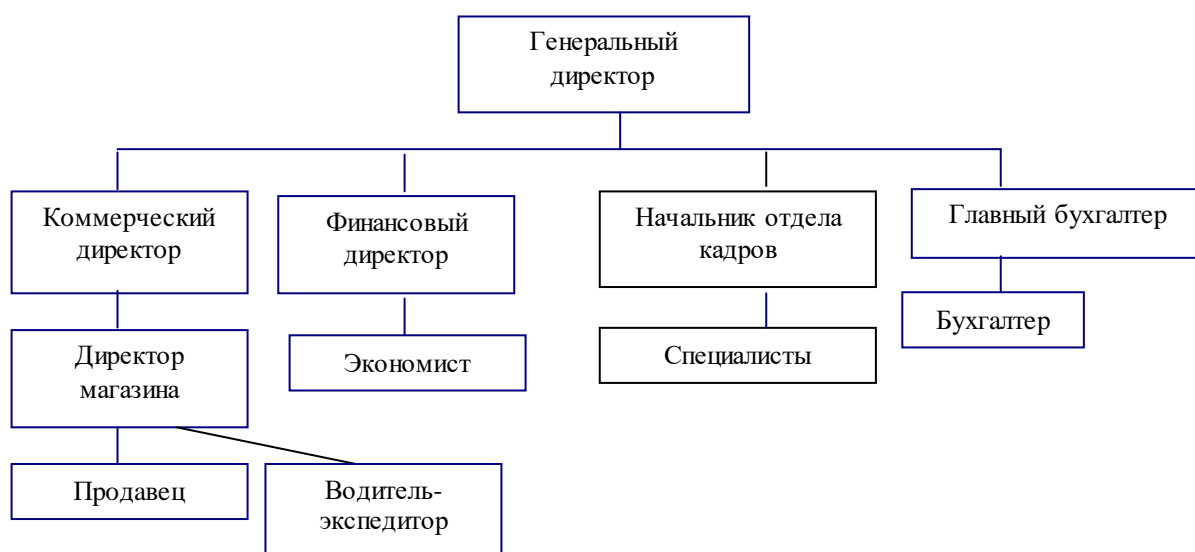 Генеральный
директор
Коммерческий
директор
Финансовый
директор
Начальник отдела
кадров
Главный бухгалтер
Директор
магазина
Экономист
Специалисты
Бухгалтер
Продавец
Водитель-
экспедитор